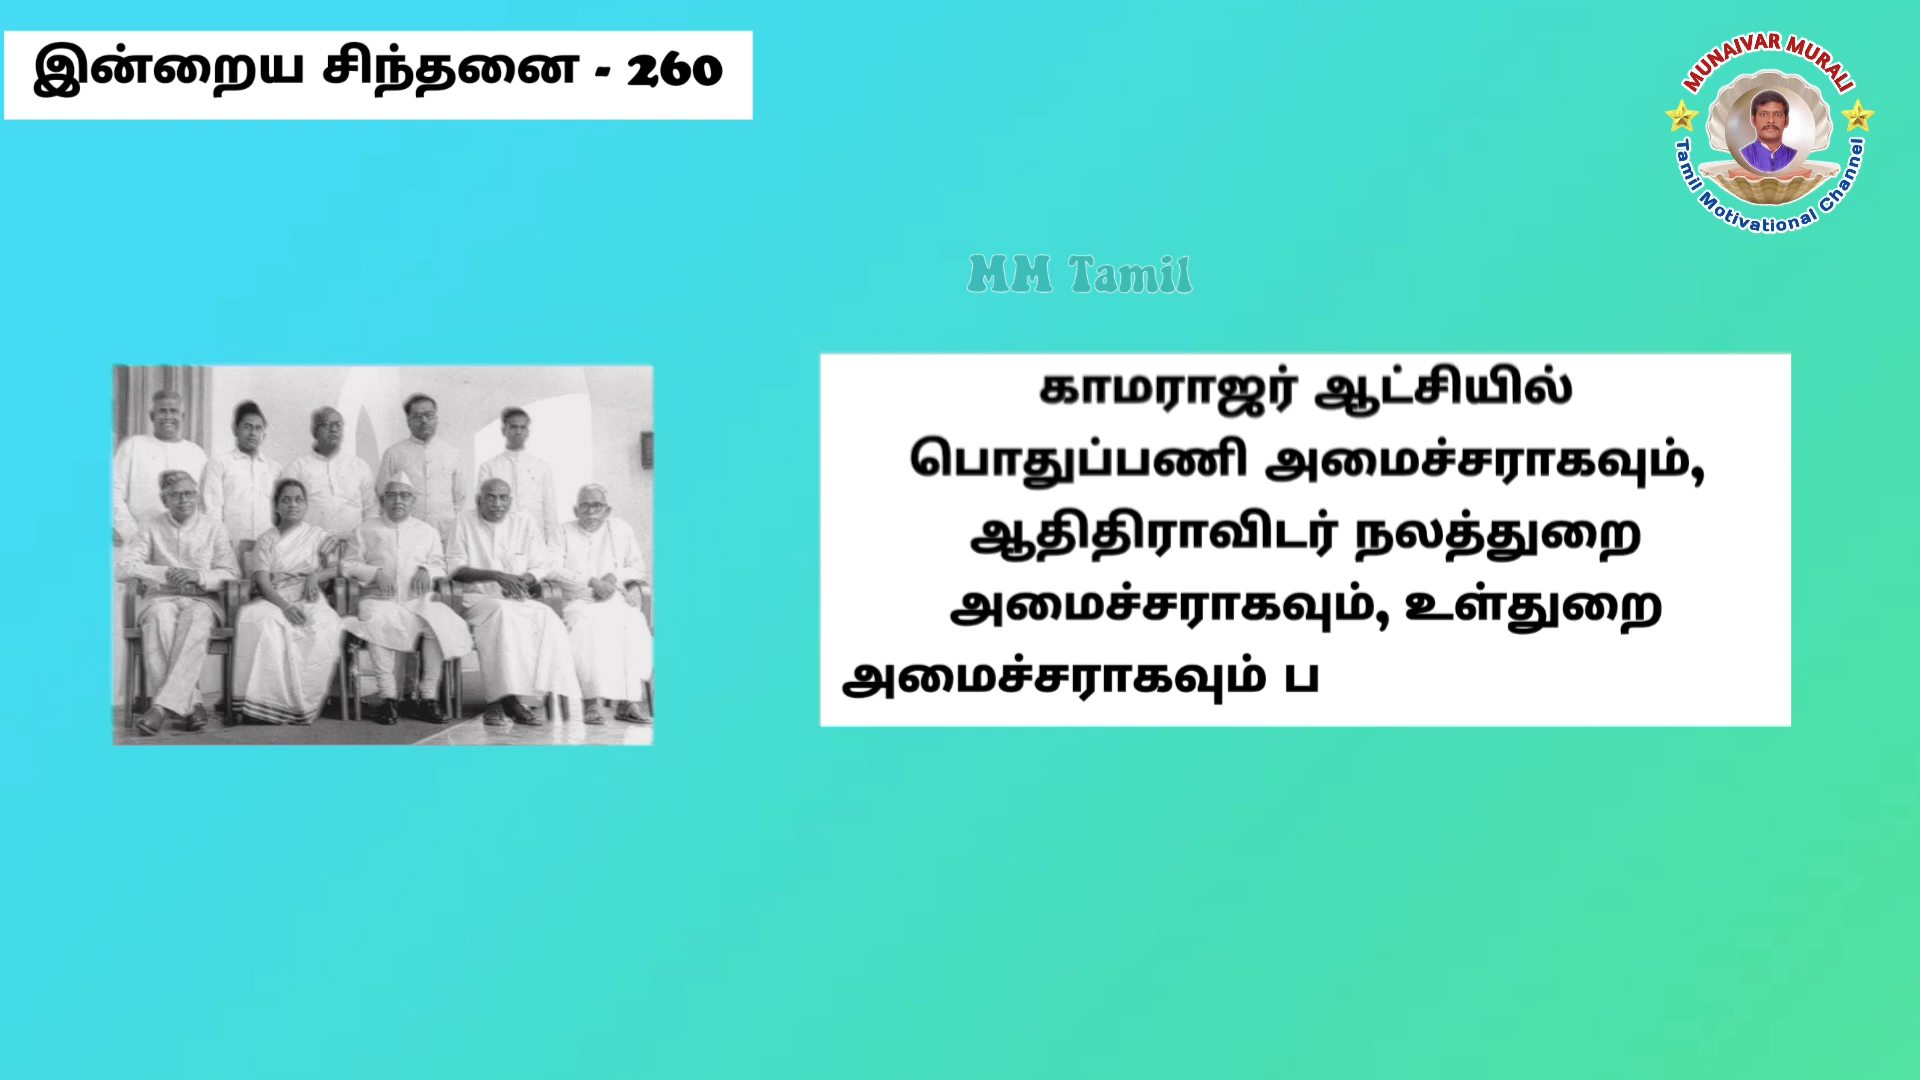 இன்றைய சிந்தனை - 260
MUNAIVAR MURALI
Tamil Motivational Channel
MM Tamil
காமராஜர் ஆட்சியில்
பொதுப்பணி அமைச்சராகவும்,
ஆதிதிராவிடர் நலத்துறை
அமைச்சராகவும், உள்துறை
அமைச்சராகவும் ப